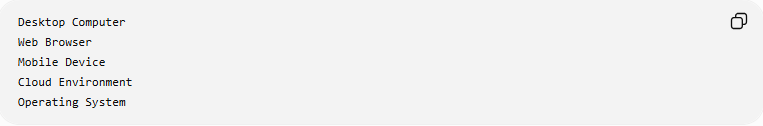 Desktop Computer
Web Browser
Mobile Device
Cloud Environment
Operating System